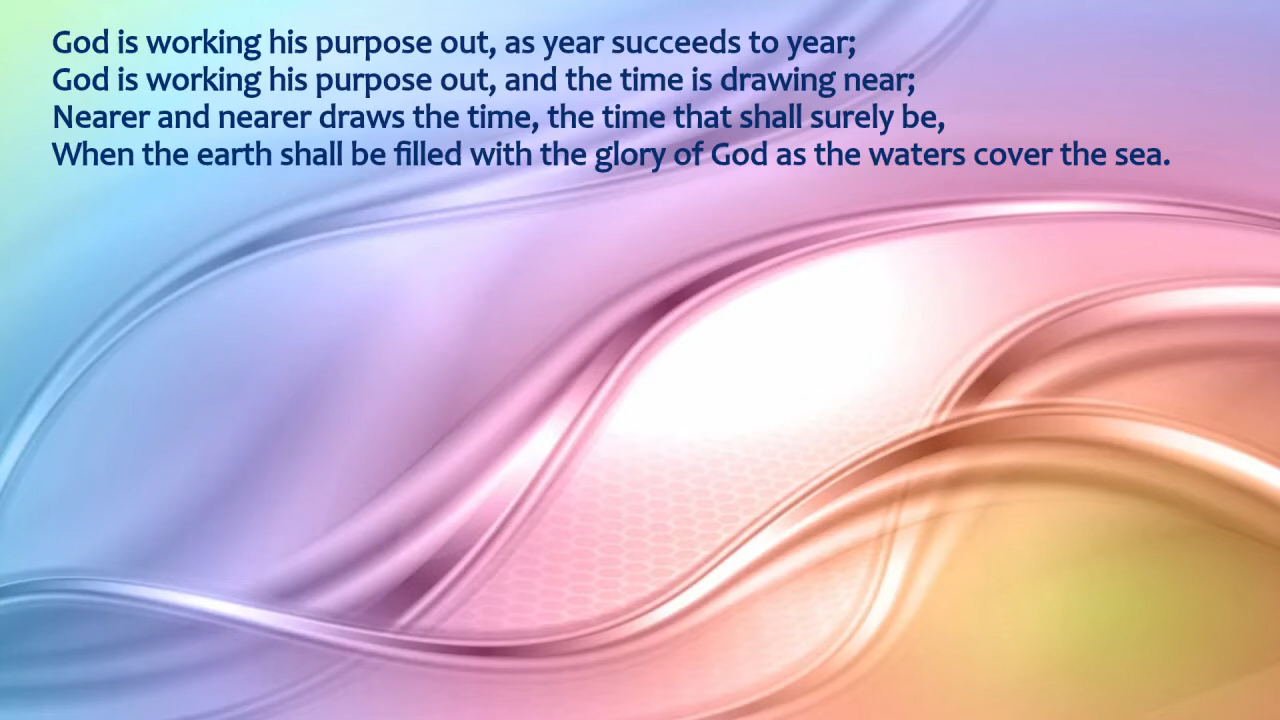 God is working his purpose out, as year succeeds to year;
God is working his purpose out, and the time is drawing near;
Nearer and nearer draws the time, the time that shall surely be,
When the earth shall be filled with the glory of God as the waters cover the sea.